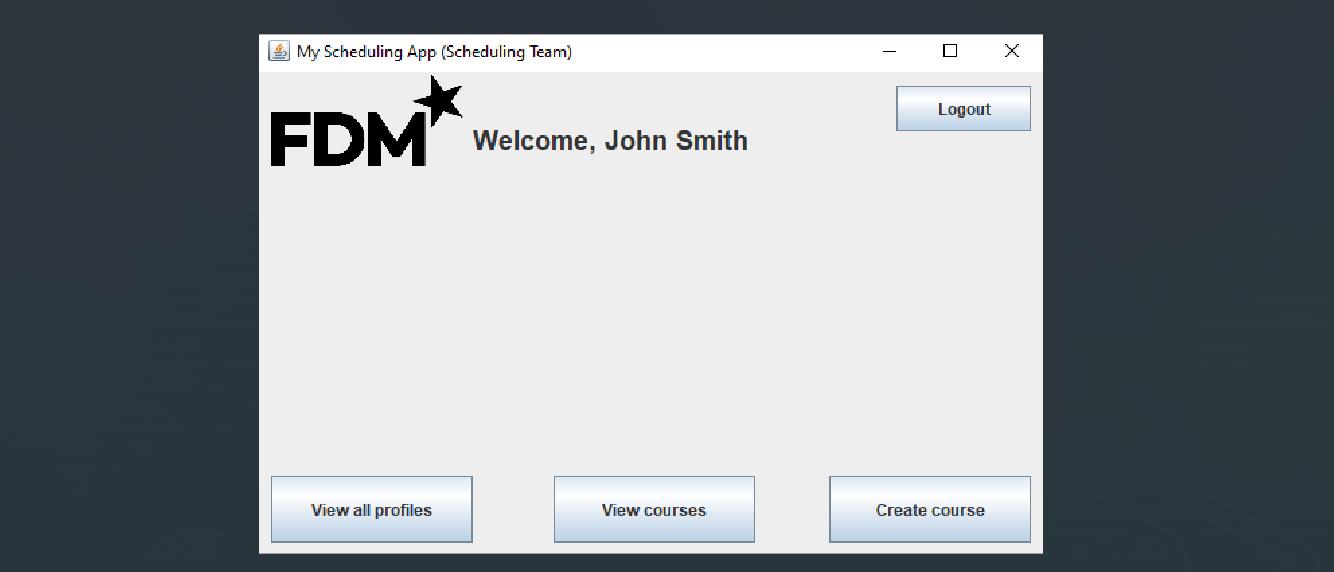 My Scheduling App (Scheduling Team)
Logout
FDM
Welcome, John Smith
View all profiles
View courses
Create course